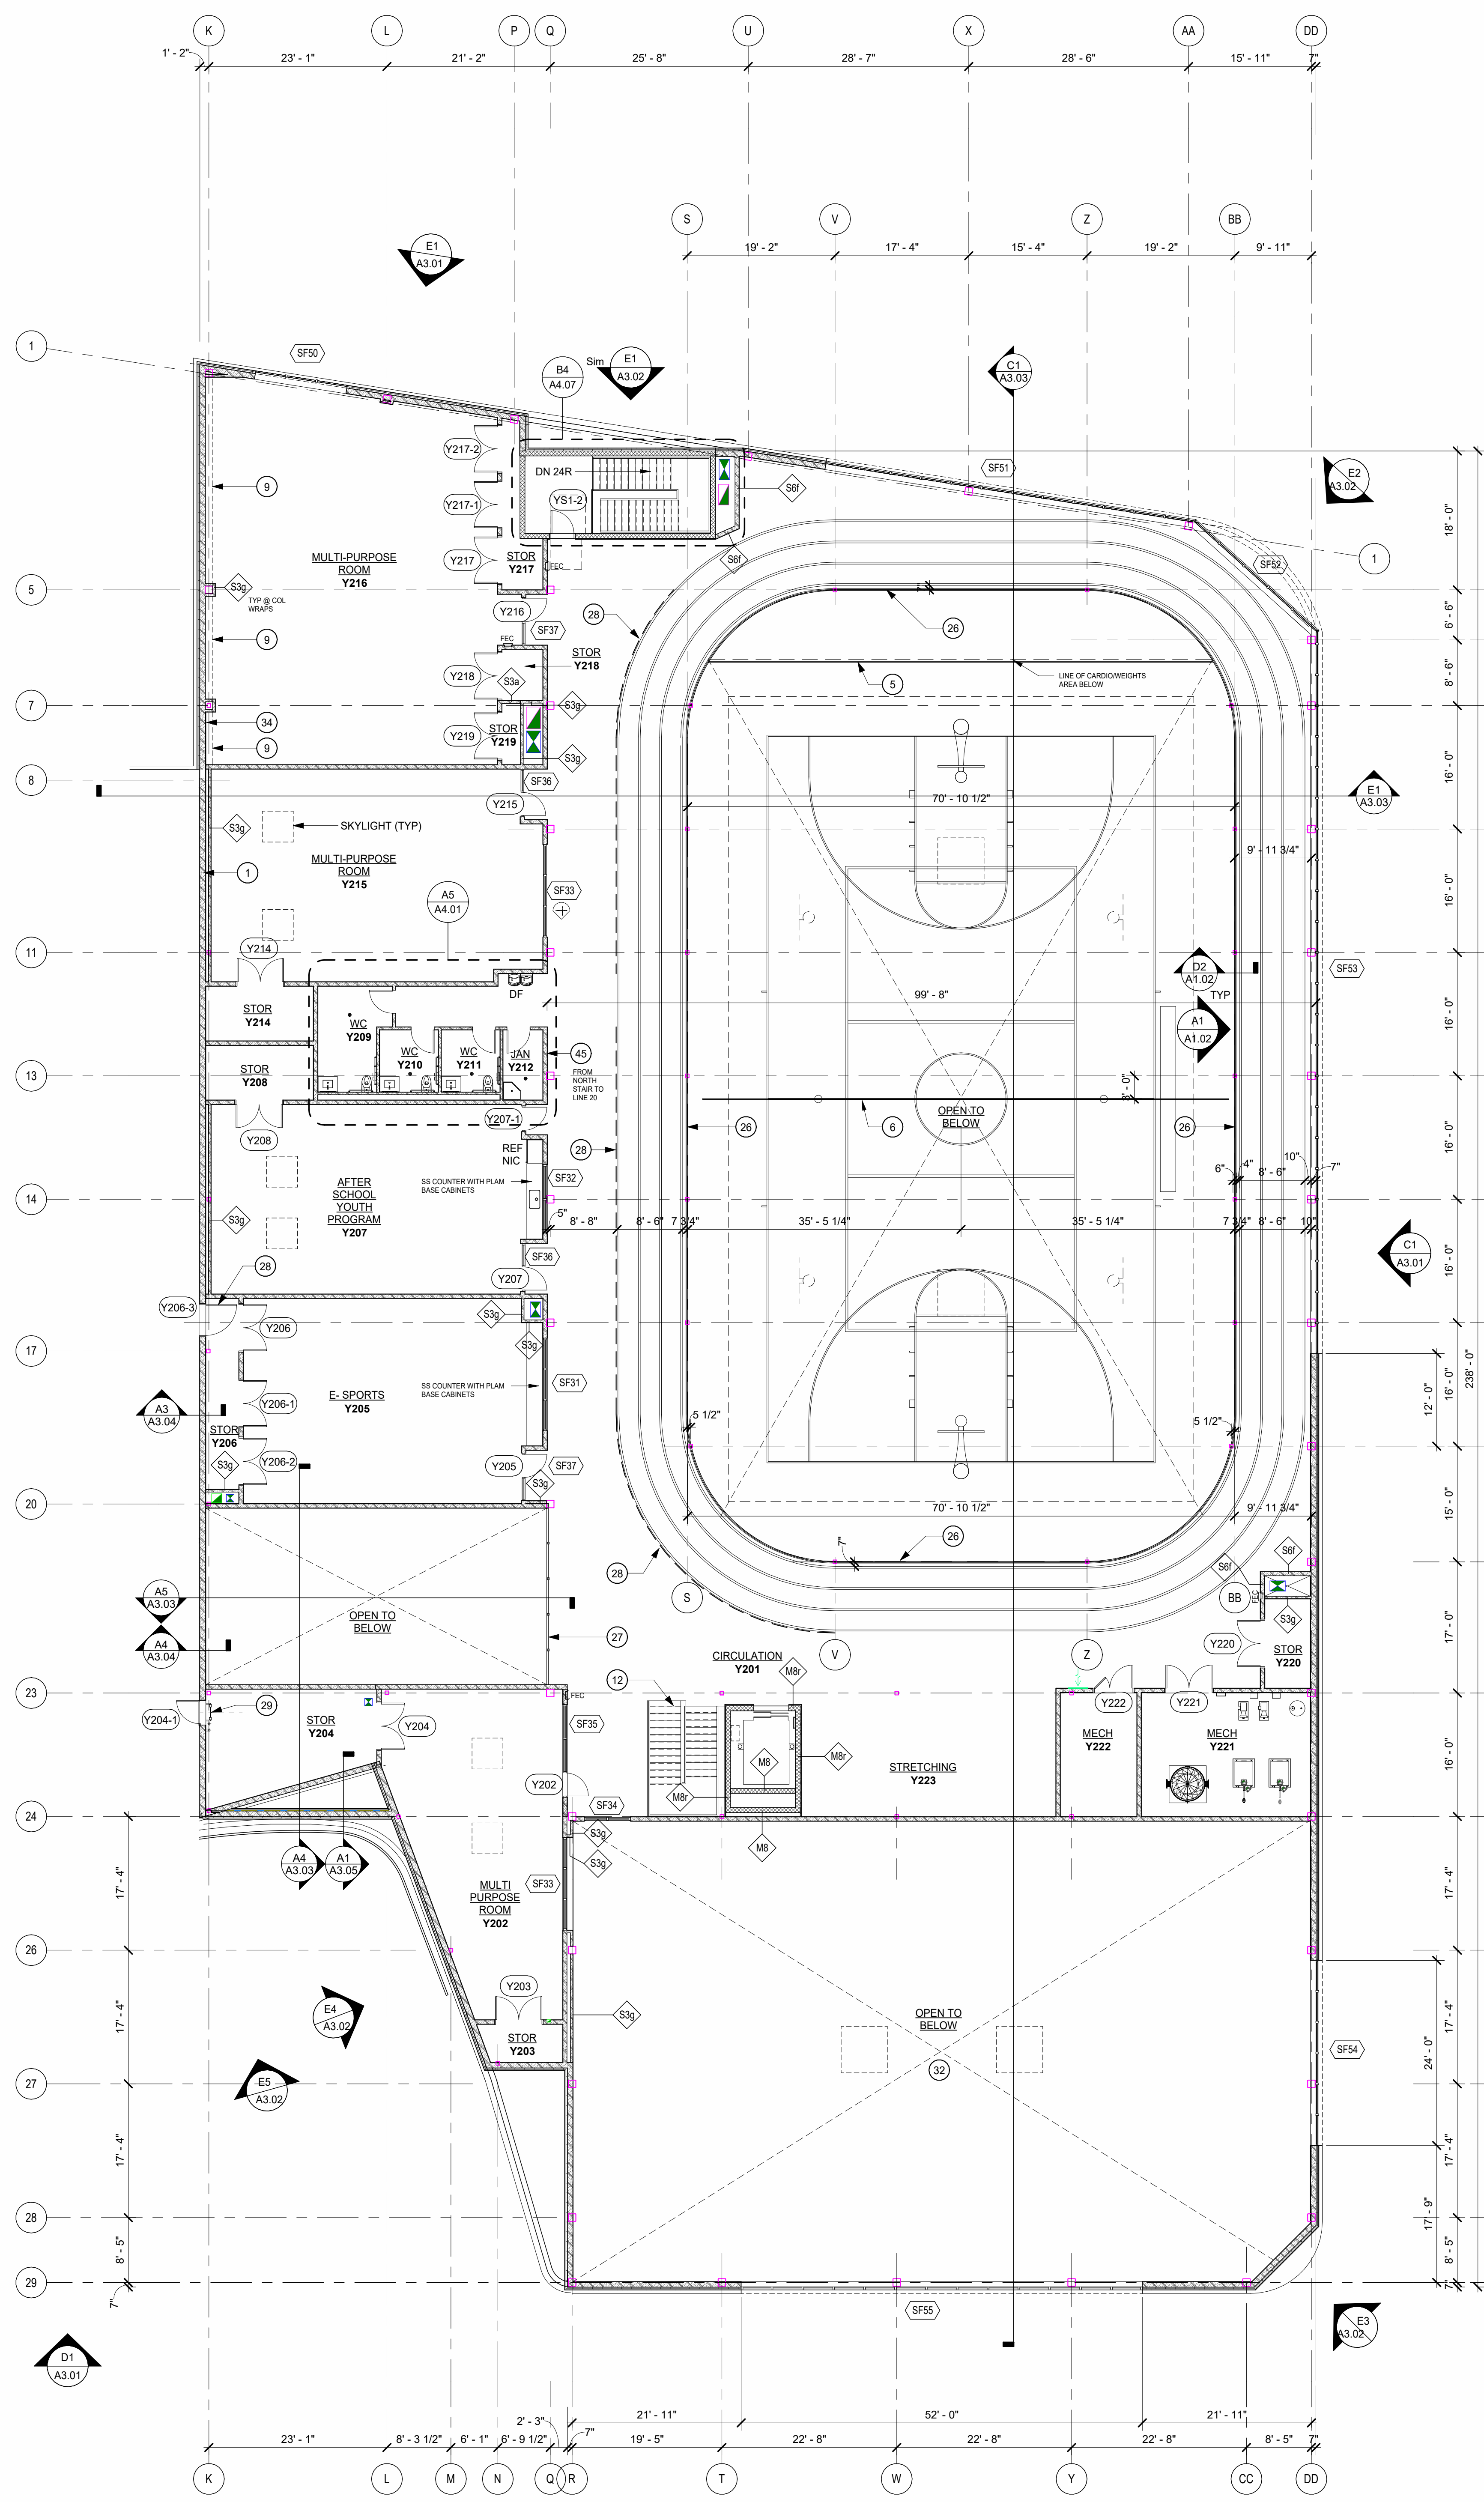 K
L
P
Q
U
X
AA
DD
1' - 2"
23' - 1"
21' - 2"
25' - 8"
28' - 7"
28' - 6"
15' - 11"
7"
S
V
Z
BB
19' - 2"
17' - 4"
15' - 4"
19' - 2"
9' - 11"
E1
A3.01
1
SF50
B4
A4.07
Sim
E1
A3.02
C1
A3.03
SF51
E2
A3.02
18' - 0"
Y217-2
DN 24R
YS1-2
S6f
9
Y217-1
MULTI-PURPOSE
ROOM
Y216
Y217
STOR
Y217
FEC
S6f
SF52
1
5
S3g
TYP @ COL
WRAPS
Y216
28
7"
26
6' - 6"
SF37
9
FEC
STOR
Y218
8' - 6"
Y218
S3a
5
LINE OF CARDIO/WEIGHTS
AREA BELOW
7
S3g
34
Y219
STOR
Y219
9
S3g
16' - 0"
8
SF36
E1
A3.03
Y215
70' - 10 1/2"
S3g
SKYLIGHT (TYP)
9' - 11 3/4"
MULTI-PURPOSE
ROOM
Y215
1
A5
A4.01
SF33
16' - 0"
Y214
11
D2
A1.02
TYP
SF53
DF
99' - 8"
STOR
Y214
WC
Y209
A1
A1.02
16' - 0"
WC
Y210
WC
Y211
JAN
Y212
45
FROM
NORTH
STAIR TO
LINE 20
13
STOR
Y208
3' - 0"
Y207-1
OPEN TO
BELOW
26
6
26
Y208
REF
NIC
28
16' - 0"
SF32
10"
6"
4"
8' - 6"
7"
AFTER
SCHOOL
YOUTH
PROGRAM
Y207
SS COUNTER WITH PLAM
BASE CABINETS
14
S3g
5"
8' - 8"
8' - 6"
7 3/4"
35' - 5 1/4"
35' - 5 1/4"
7 3/4"
8' - 6"
10"
SF36
C1
A3.01
16' - 0"
28
Y207
Y206-3
S3g
Y206
S3g
17
238' - 0"
SF31
E- SPORTS
Y205
SS COUNTER WITH PLAM
BASE CABINETS
12' - 0"
16' - 0"
A3
A3.04
Y206-1
5 1/2"
5 1/2"
STOR
Y206
Y206-2
S3g
Y205
SF37
S3g
20
70' - 10 1/2"
9' - 11 3/4"
15' - 0"
7"
26
28
S6f
S6f
A5
A3.03
S
BB
FEC
OPEN TO
BELOW
S3g
17' - 0"
A4
A3.04
27
Y220
STOR
Y220
CIRCULATION
Y201
V
Z
M8r
12
23
FEC
Y222
Y221
29
Y204-1
STOR
Y204
Y204
SF35
MECH
Y222
MECH
Y221
M8r
M8
STRETCHING
Y223
16' - 0"
Y202
M8r
SF34
24
S3g
M8
A4
A3.03
A1
A3.05
S3g
MULTI
PURPOSE
ROOM
Y202
SF33
17' - 4"
17' - 4"
26
Y203
E4
A3.02
S3g
OPEN TO
BELOW
17' - 4"
17' - 4"
STOR
Y203
24' - 0"
SF54
32
27
E5
A3.02
17' - 4"
17' - 4"
17' - 9"
28
8' - 5"
8' - 5"
29
7"
7"
SF55
E3
A3.02
D1
A3.01
21' - 11"
52' - 0"
21' - 11"
2' - 3"
7"
23' - 1"
8' - 3 1/2"
6' - 1"
6' - 9 1/2"
19' - 5"
22' - 8"
22' - 8"
22' - 8"
8' - 5"
7"
K
L
M
N
Q
R
T
W
Y
CC
DD